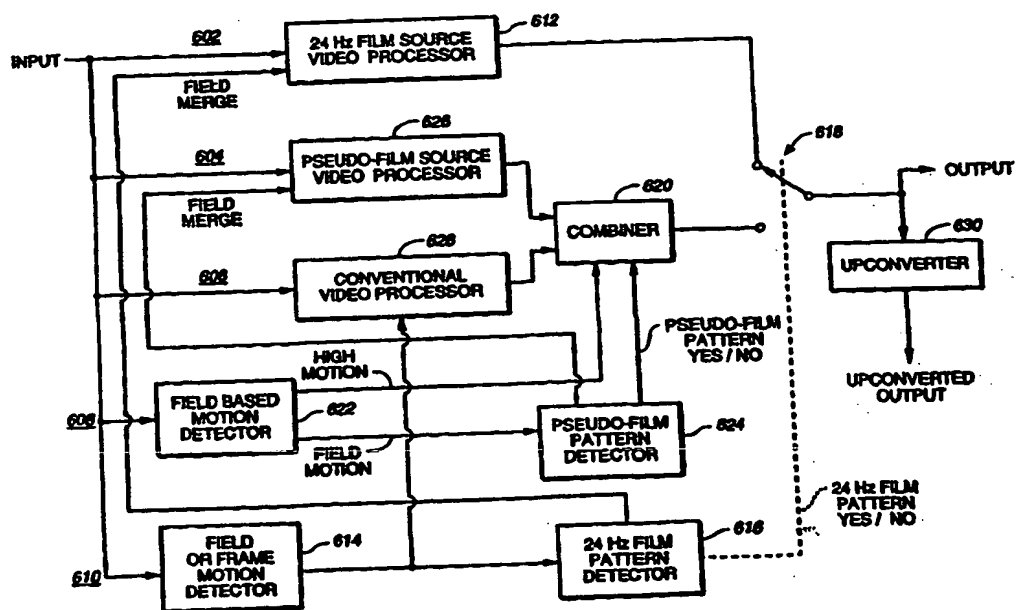 612
602
24 Hz FILM SOURCE
VIDEO PROCESSOR
INPUT
FIELD
MERGE
626
618
604
PSEUDO-FILM SOURCE
VIDEO PROCESSOR
620
OUTPUT
FIELD
MERGE
COMBINER
630
628
608
CONVENTIONAL
VIDEO PROCESSOR
UPCONVERTER
PSEUDO-FILM
PATTERN
YES / NO
HIGH
MOTION
UPCONVERTED
OUTPUT
606
FIELD BASED
MOTION
DETECTOR
622
PSEUDO-FILM
PATTERN
DETECTOR
624
FIELD
MOTION
24 Hz FILM
PATTERN
YES / NO
614
616
FIELD
OR FRAME
MOTION
DETECTOR
24 Hz FILM
PATTERN
DETECTOR
610